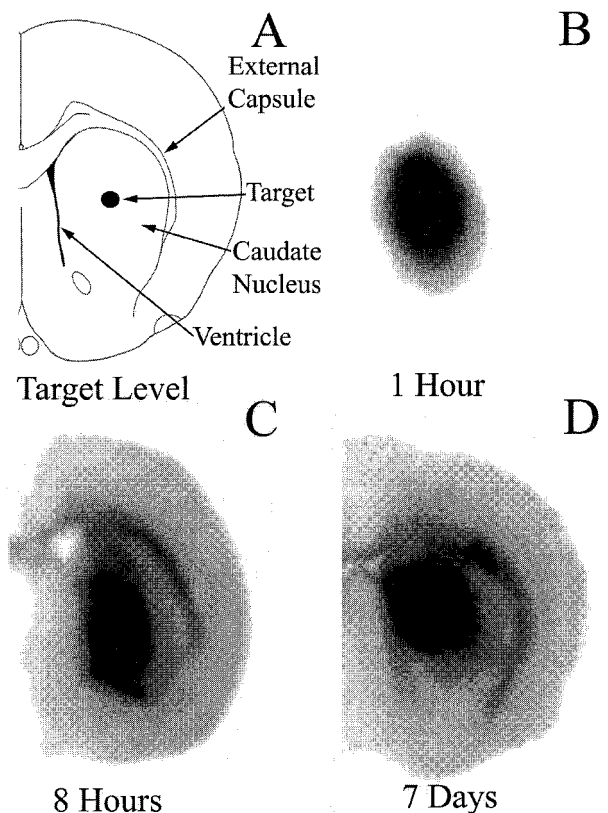 A
External
Capsule
Target
Caudate
Nucleus
Ventricle
Target Level
B
1 Hour
C
8 Hours
D
7 Days